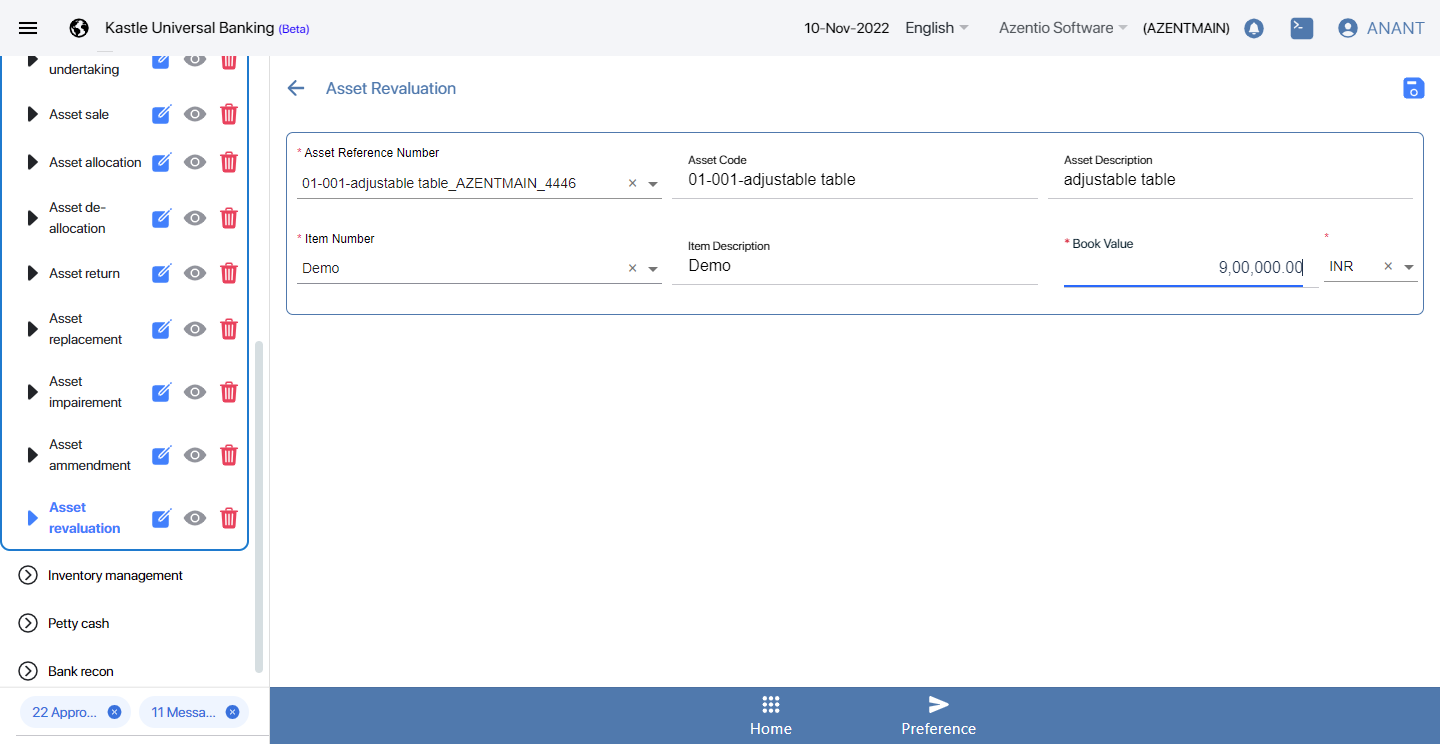 Kastle Universal Banking (Beta)
10-Nov-2022
English
Azentio Software
(AZENTMAIN)
ANANT
undertaking
Asset sale
Asset allocation
Asset de-
allocation
Asset return
Asset
replacement
Asset
impairement
Asset
ammendment
Asset
revaluation
Inventory management
Petty cash
Bank recon
22 Appro...
11 Messa...
Asset Revaluation
* Asset Reference Number
01-001-adjustable table_AZENTMAIN_4446
Asset Code
01-001-adjustable table
Asset Description
adjustable table
* Item Number
Demo
Item Description
Demo
* Book Value
9,00,000.00
*
INR
Home
Preference